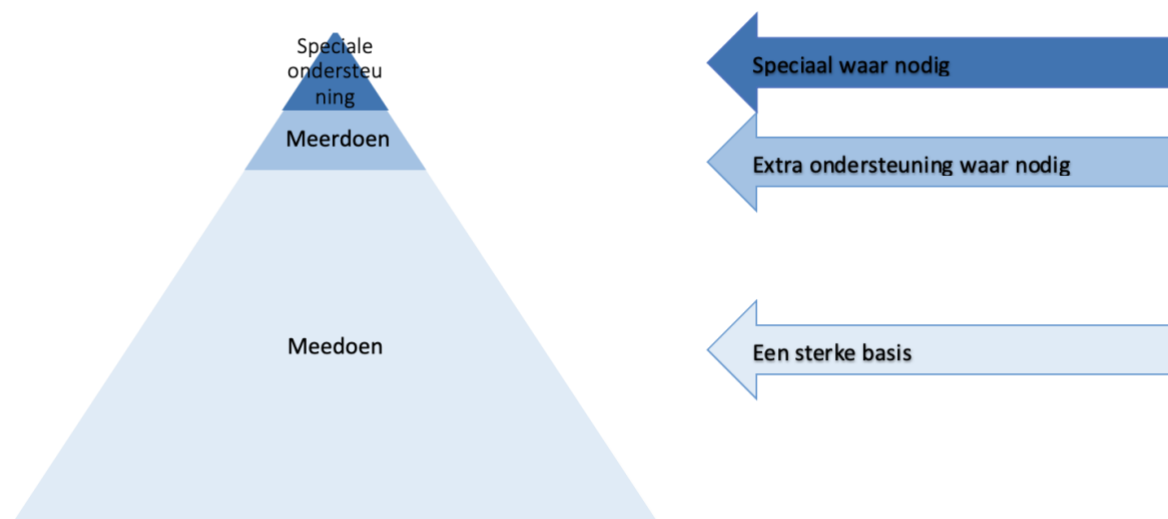 Speciale
ondersteu
ning
Speciaal waar nodig
Meerdoen
Extra ondersteuning waar nodig
Meedoen
Een sterke basis